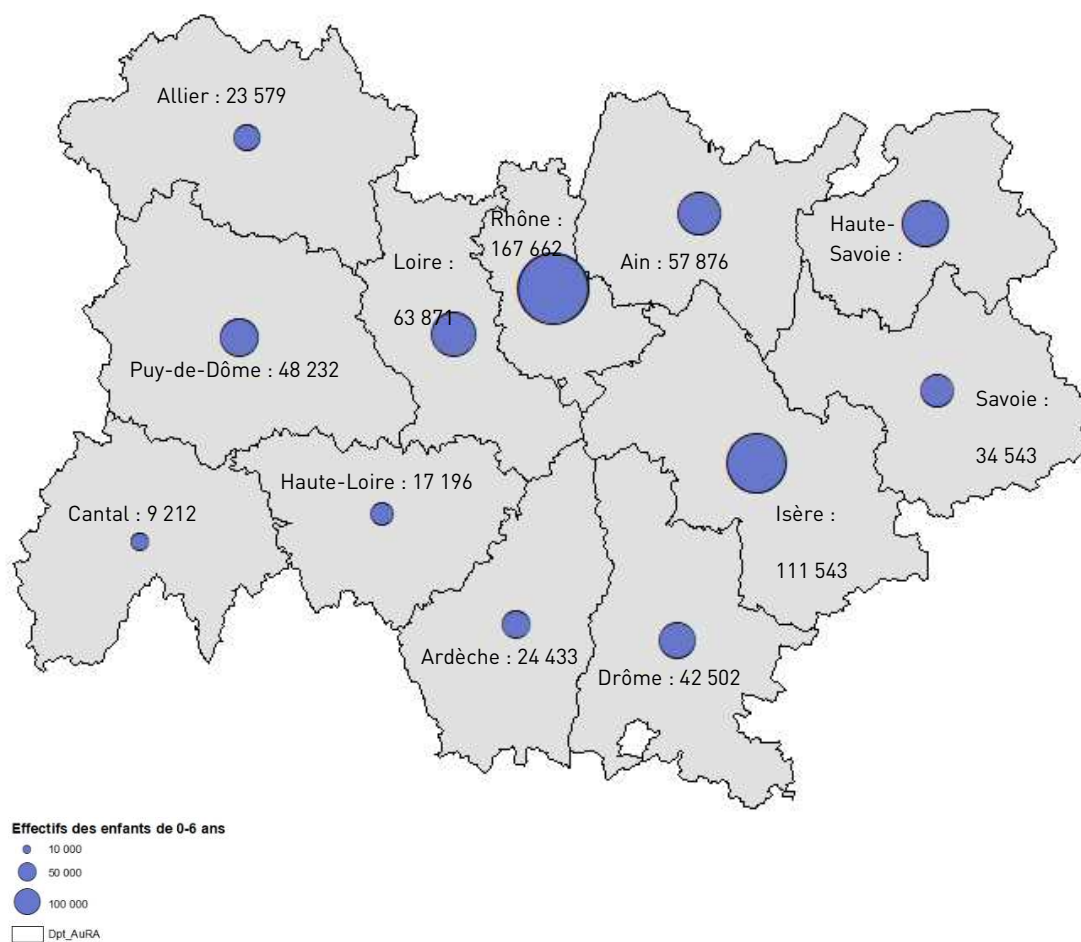 Allier : 23 579
Rhône :
167 662
Haute-
Savoie :
Loire :
63 871
Ain : 57 876
Puy-de-Dôme : 48 232
Savoie :
34 543
Haute-Loire : 17 196
Cantal : 9 212
Isère :
111 543
Ardèche : 24 433
Drôme : 42 502
Effectifs des enfants de 0-6 ans
10 000
50 000
100 000
Dpt_AuRA